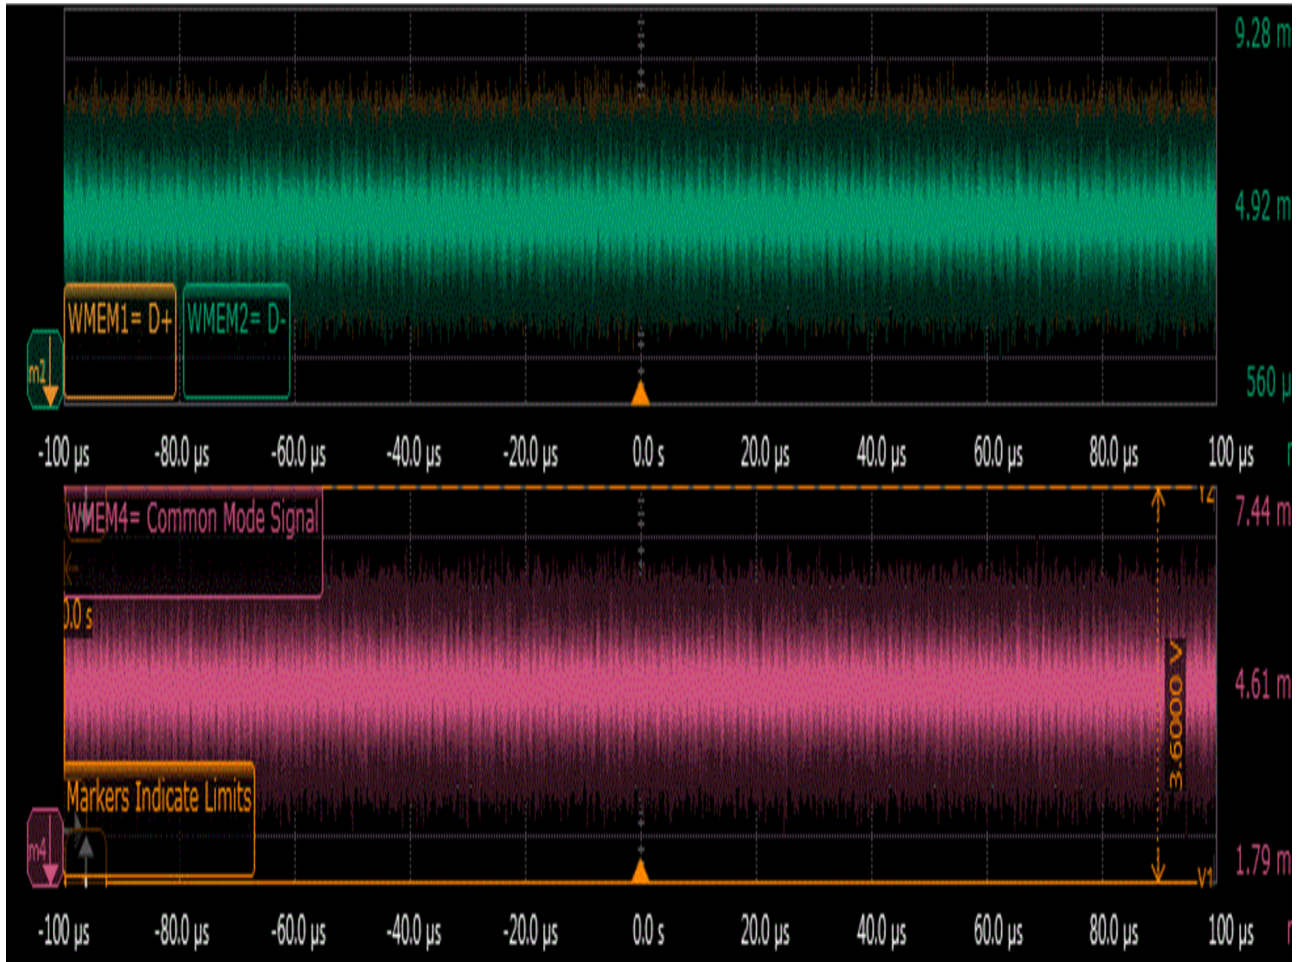 9.28 m
WMEM1= D+ WMEM2= D-
4.92 m
m2
560 µ
-100 µs -80.0 µs -60.0 µs -40.0 µs -20.0 µs 0.0 s 20.0 µs 40.0 µs 60.0 µs 80.0 µs 100 µs
WMEM4= Common Mode Signal
7.44 m
0.0 s
3.6000 V
4.61 m
Markers Indicate Limits
m4
V1
1.79 m
-100 µs -80.0 µs -60.0 µs -40.0 µs -20.0 µs 0.0 s 20.0 µs 40.0 µs 60.0 µs 80.0 µs 100 µs